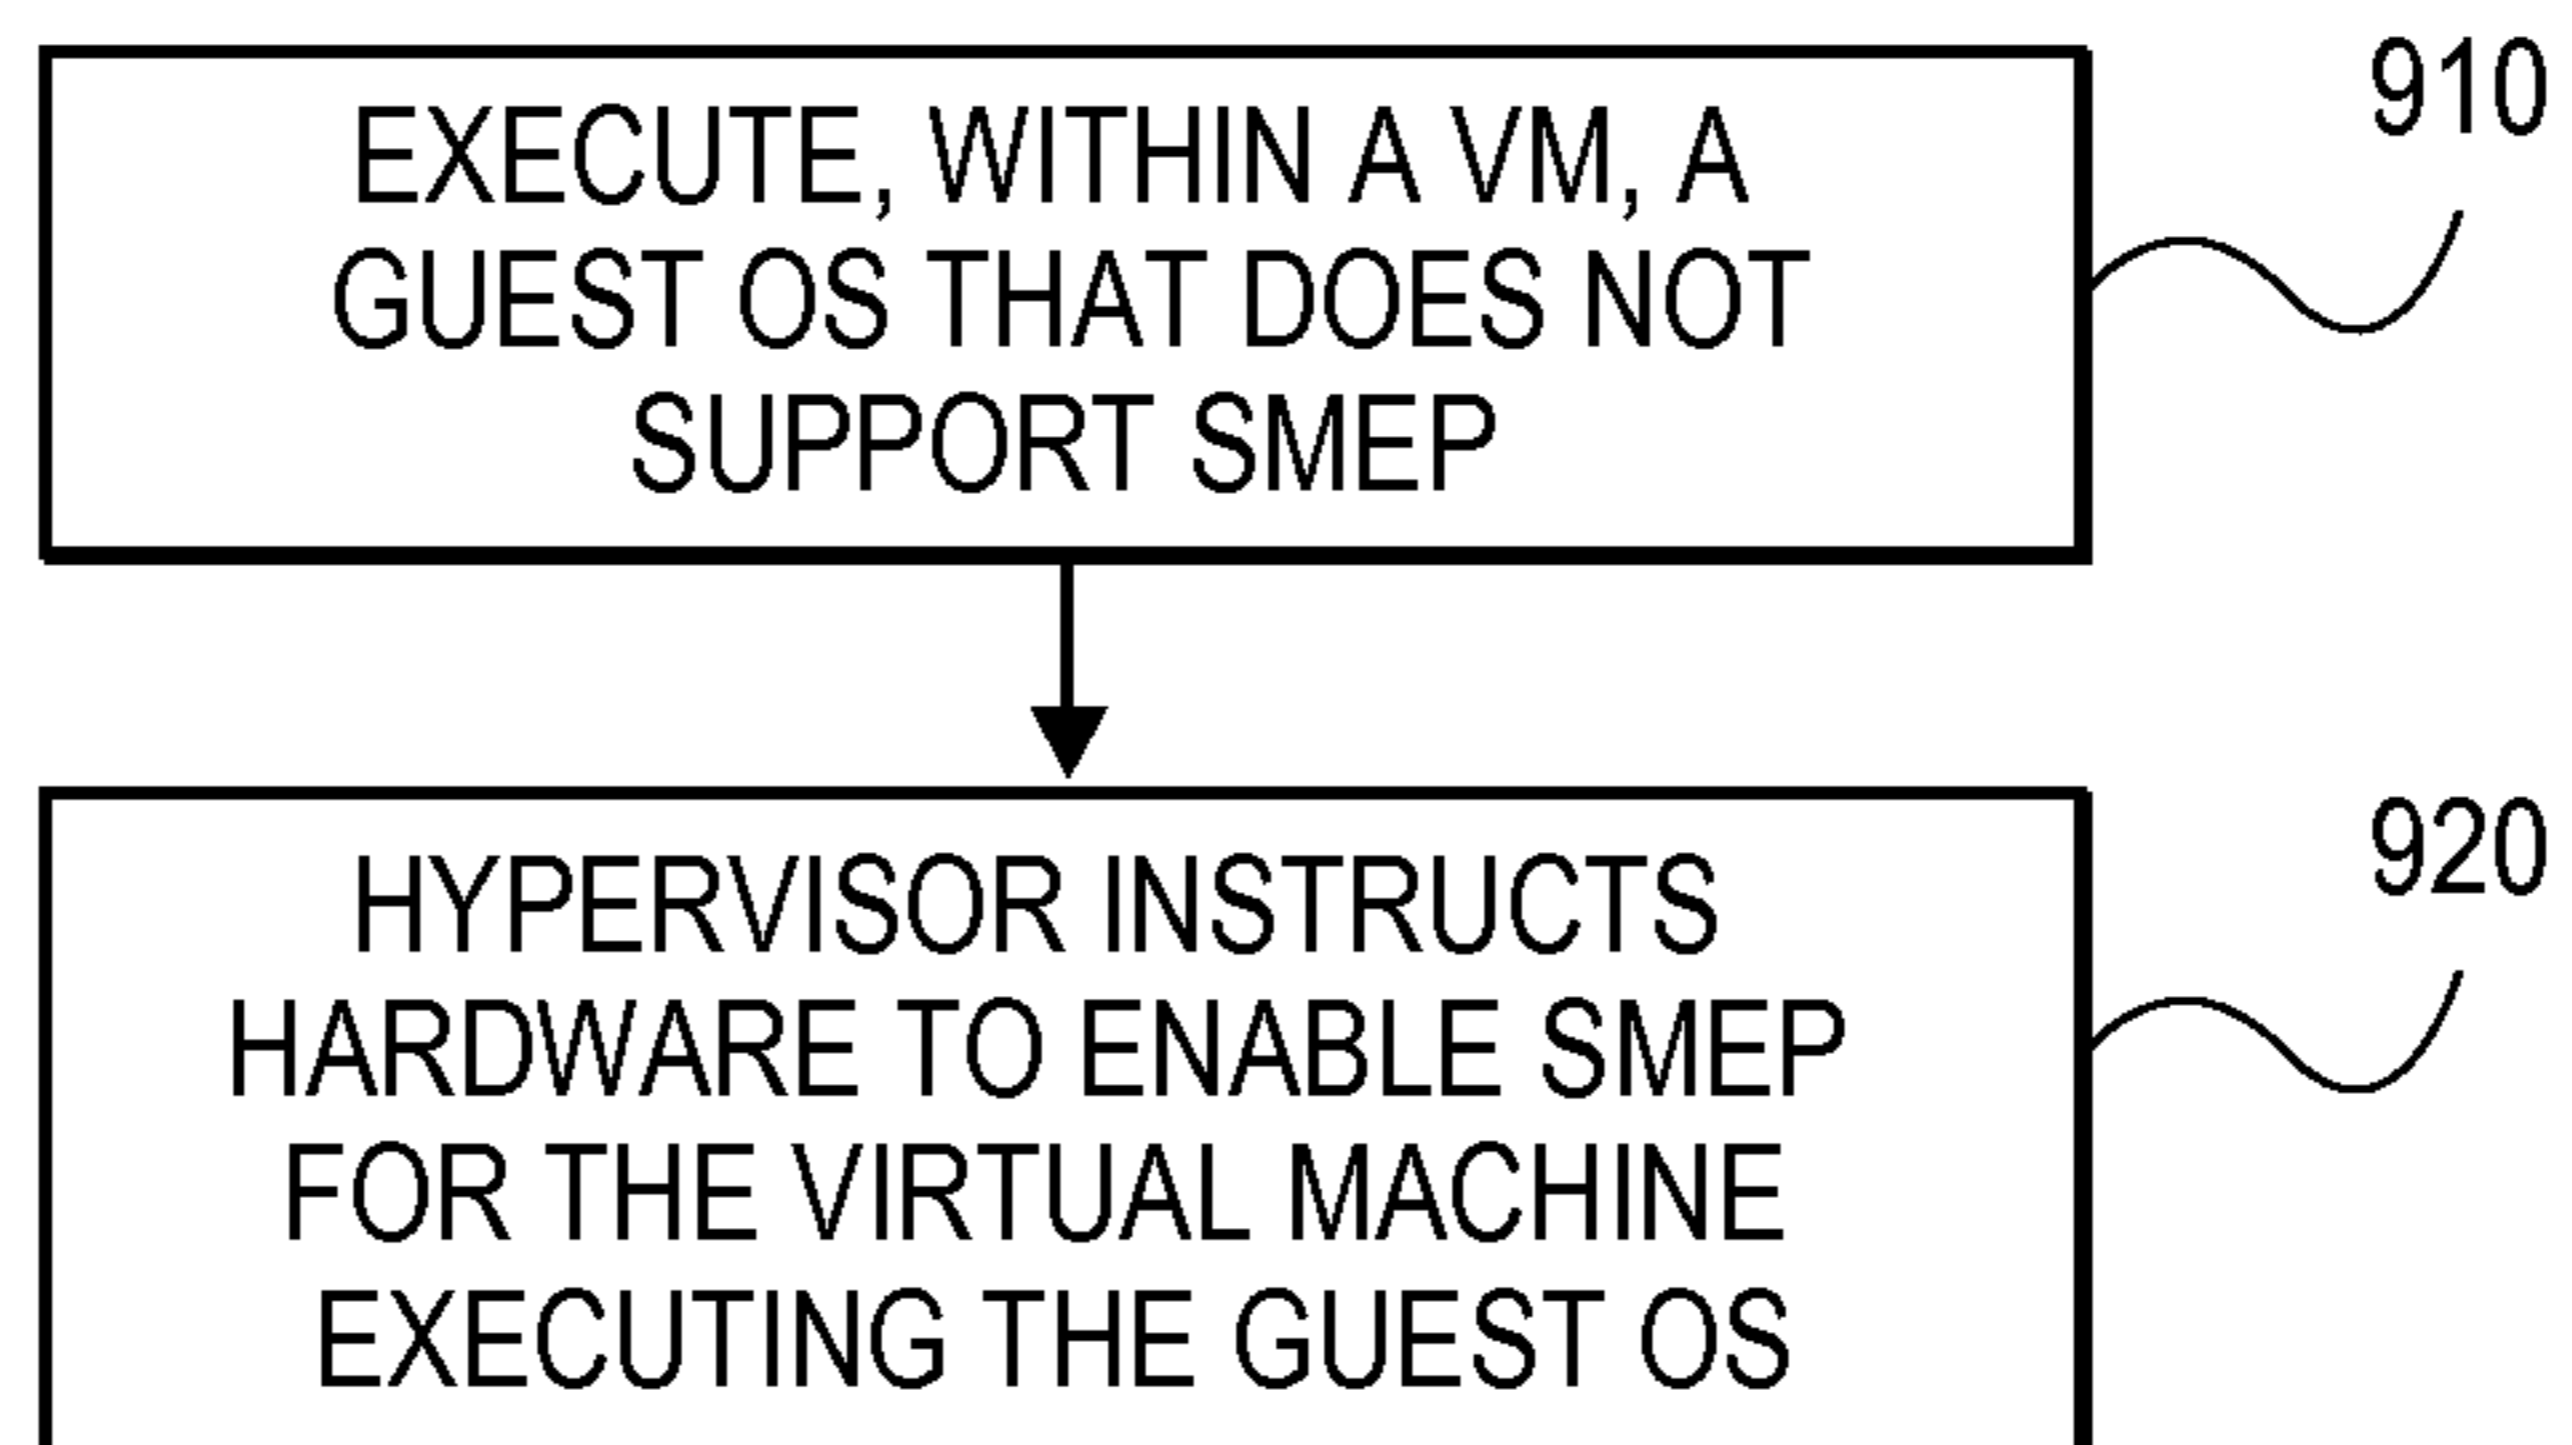 EXECUTE, WITHIN A VM, A
GUEST OS THAT DOES NOT
SUPPORT SMEP
910
HYPERVISOR INSTRUCTS
HARDWARE TO ENABLE SMEP
FOR THE VIRTUAL MACHINE
EXECUTING THE GUEST OS
920